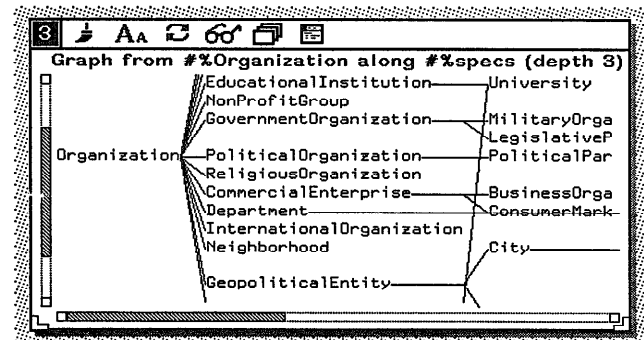 3 AA
Graph from #%Organization along #%specs (depth 3)
EducationalInstitution University
NonProfitGroup
GovernmentOrganization MilitaryOrga
LegislativeP
Organization PoliticalOrganization PoliticalPar
ReligiousOrganization
CommercialEnterprise BusinessOrga
Department ConsumerMark
InternationalOrganization
Neighborhood City
GeopoliticalEntity